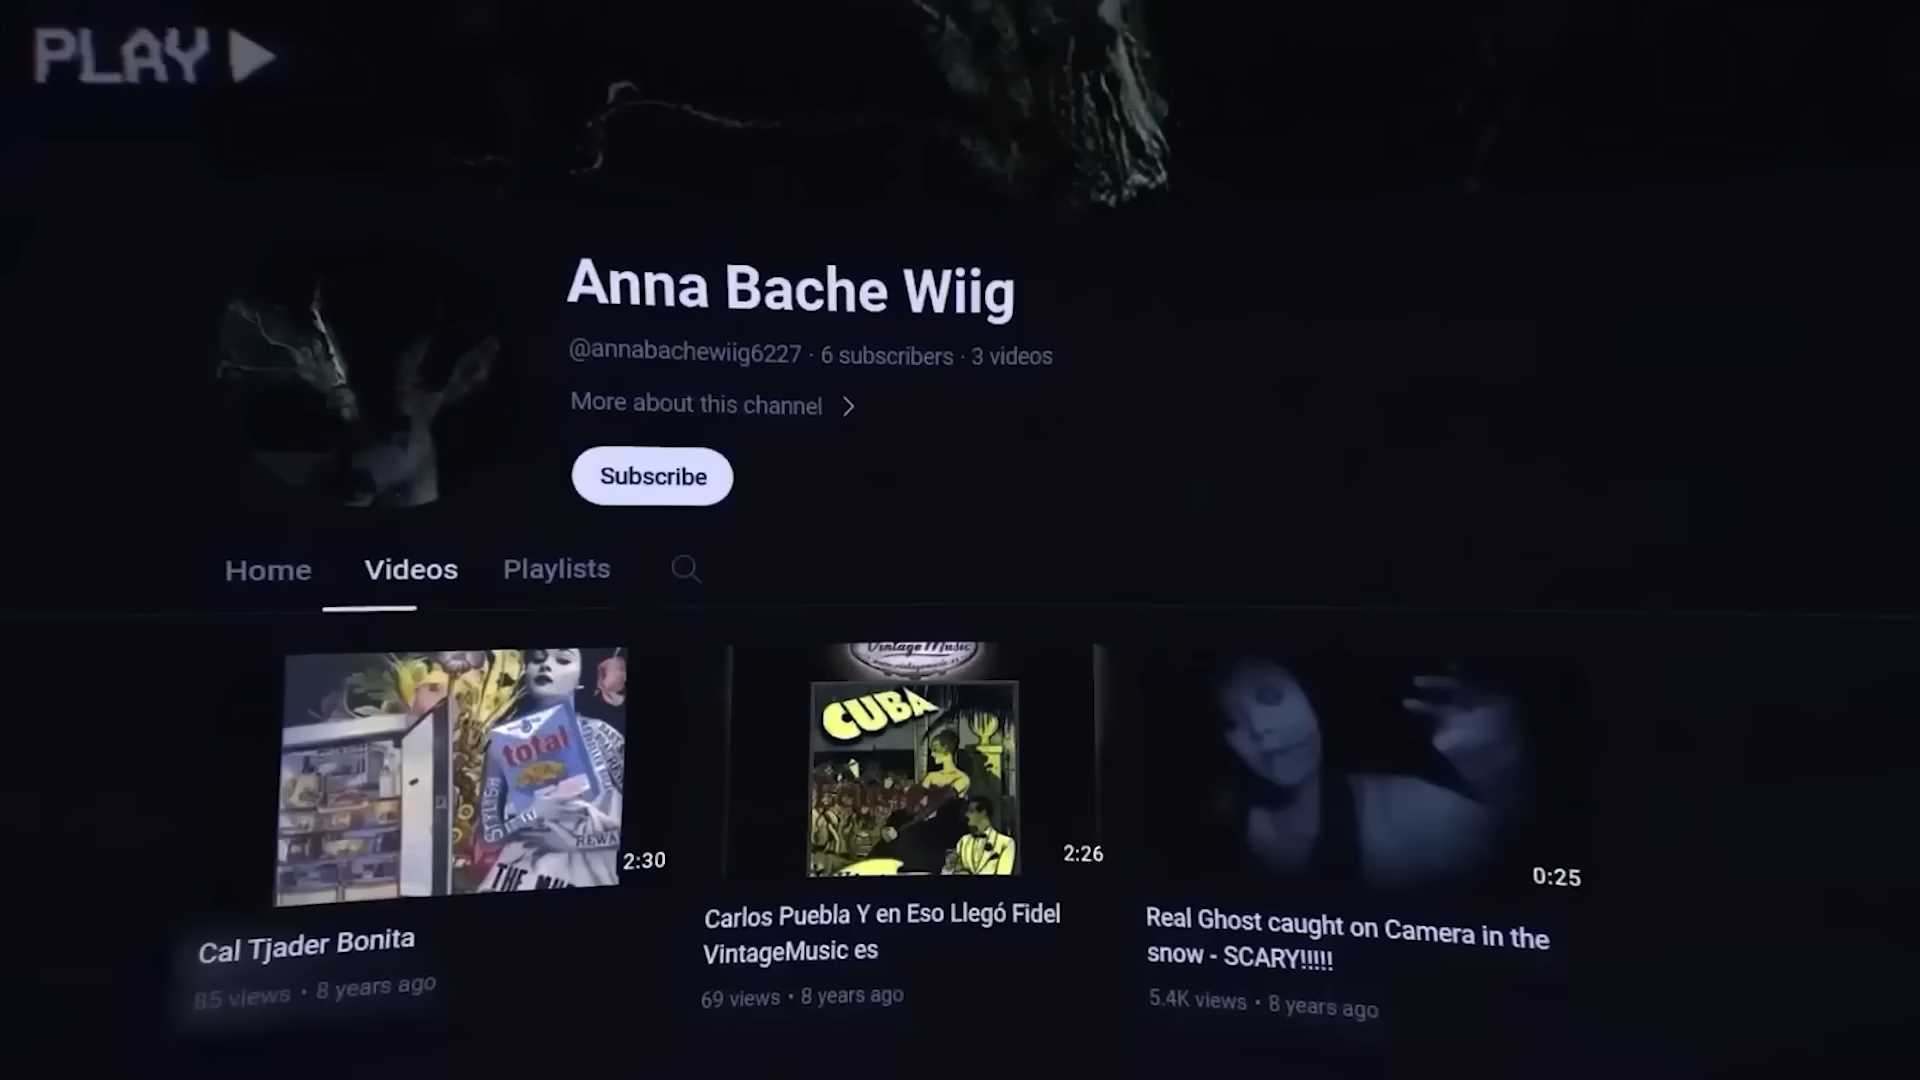 PLAY
Anna Bache Wiig
@annabachewiig6227 · 6 subscribers · 3 videos
More about this channel
Subscribe
Home Videos Playlists
total
STYLISH
REWA
2:30
VintageMusic
CUBA
2:26
0:25
Cal Tjader Bonita
85 views • 8 years ago
Carlos Puebla Y en Eso Llegó Fidel
VintageMusic es
69 views • 8 years ago
Real Ghost caught on Camera in the
snow - SCARY!!!!!
5.4K views • 8 years ago